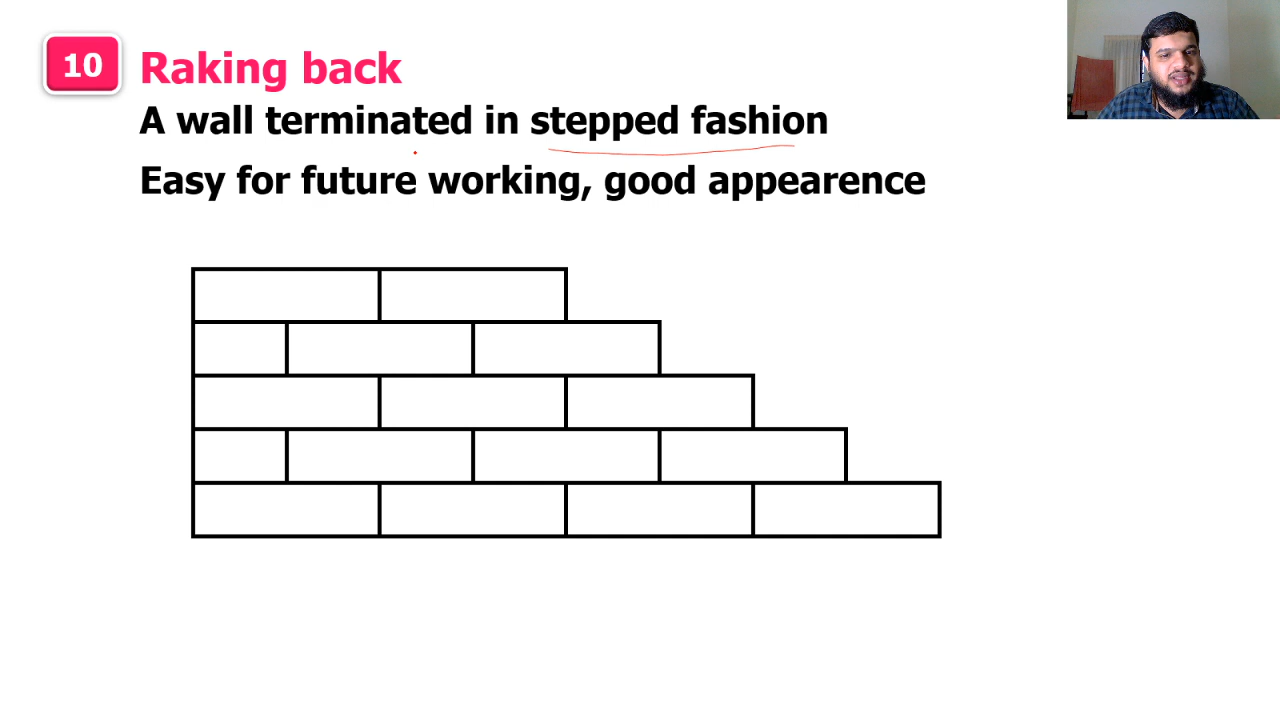 10 Raking back
A wall terminated in stepped fashion
Easy for future working, good appearence